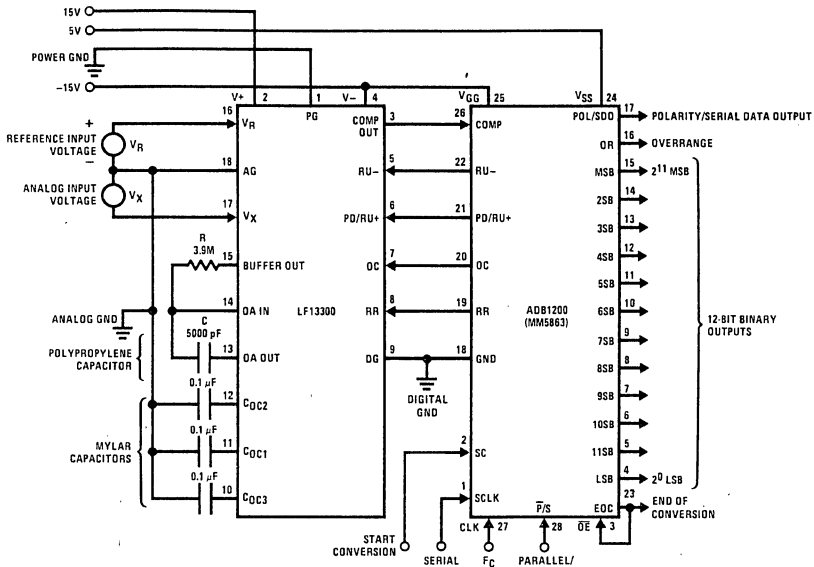 15V
5V
POWER GND
-15V
V+ 2
1
PG
V- 4
VGG 25
VSS 24
REFERENCE INPUT VOLTAGE
+
VR
-
ANALOG INPUT VOLTAGE
VX
16 VR
18 AG
17 VX
R
3.9M
15 BUFFER OUT
14 OA IN
ANALOG GND
C
5000 pF
13 OA OUT
POLYPROPYLENE CAPACITOR
0.1 µF
12 COC2
0.1 µF
11 COC1
MYLAR CAPACITORS
0.1 µF
10 COC3
LF13300
COMP OUT 3
RU- 5
PD/RU+ 6
OC 7
RR 8
DG 9
DIGITAL GND
26 COMP
22 RU-
21 PD/RU+
20 OC
19 RR
18 GND
2 SC
1 SCLK
ADB1200
(MM5863)
POL/SDO 17 POLARITY/SERIAL DATA OUTPUT
OR 16 OVERRANGE
MSB 15 2¹¹ MSB
2SB 14
3SB 13
4SB 12
5SB 11
6SB 10
7SB 9
8SB 8
9SB 7
10SB 6
11SB 5
LSB 4 2⁰ LSB
12-BIT BINARY OUTPUTS
EOC 23 END OF CONVERSION
CLK 27
P̅/S 28
O̅E̅ 3
START CONVERSION
SERIAL
FC
PARALLEL/